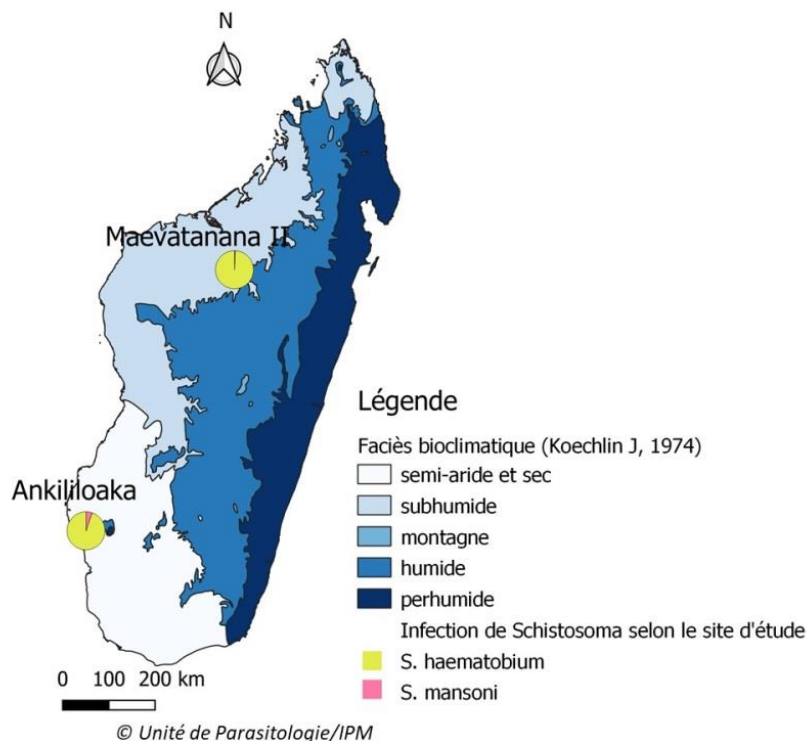 N
Maevatanana II
Ankililoaka
Légende
Faciès bioclimatique (Koechlin J, 1974)
semi-aride et sec
subhumide
montagne
humide
perhumide
Infection de Schistosoma selon le site d'étude
S. haematobium
S. mansoni
0 100 200 km
© Unité de Parasitologie/IPM